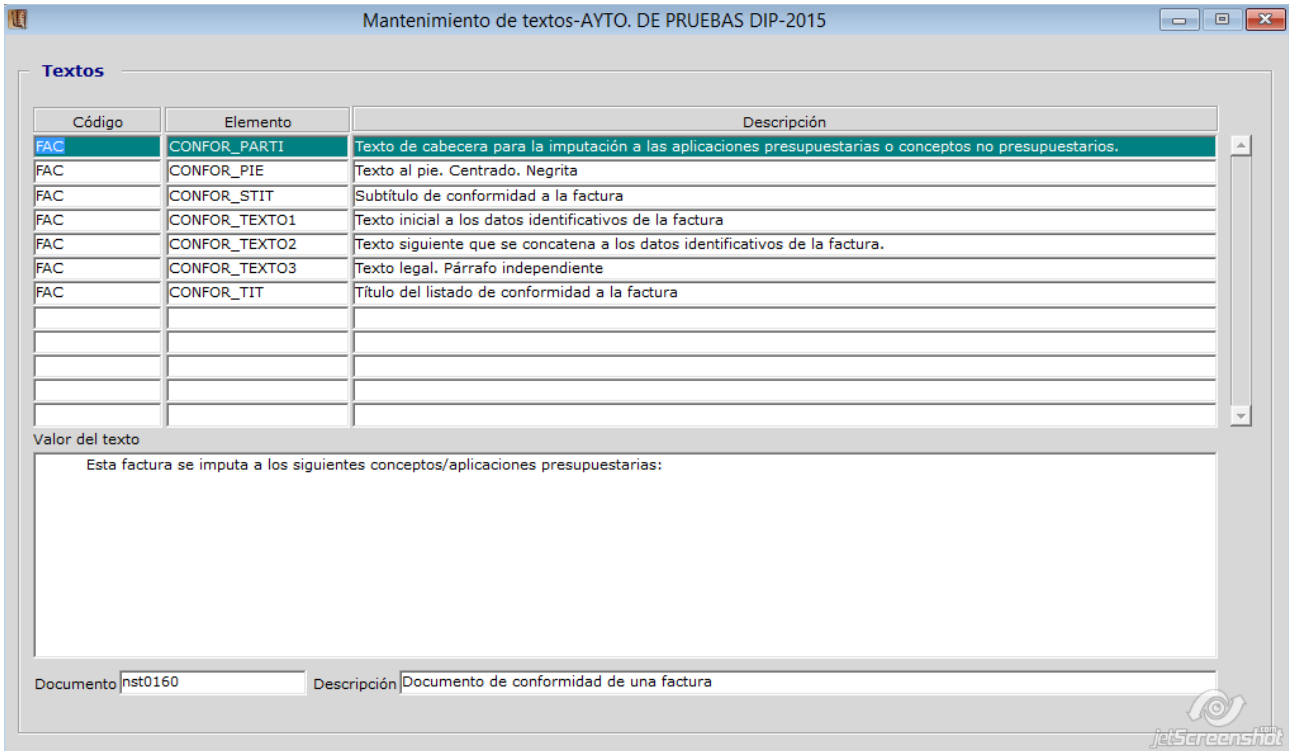 Mantenimiento de textos-AYTO. DE PRUEBAS DIP-2015
Textos
Código Elemento Descripción
FAC CONFOR_PARTI Texto de cabecera para la imputación a las aplicaciones presupuestarias o conceptos no presupuestarios.
FAC CONFOR_PIE Texto al pie. Centrado. Negrita
FAC CONFOR_STIT Subtítulo de conformidad a la factura
FAC CONFOR_TEXTO1 Texto inicial a los datos identificativos de la factura
FAC CONFOR_TEXTO2 Texto siguiente que se concatena a los datos identificativos de la factura.
FAC CONFOR_TEXTO3 Texto legal. Párrafo independiente
FAC CONFOR_TIT Título del listado de conformidad a la factura
Valor del texto
Esta factura se imputa a los siguientes conceptos/aplicaciones presupuestarias:
Documento nst0160 Descripción Documento de conformidad de una factura
jetScreenshot.com